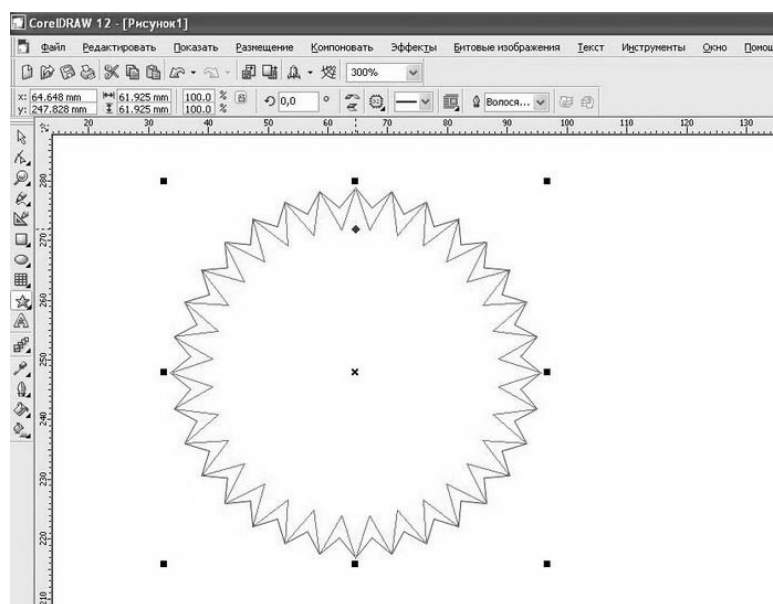 CorelDRAW 12 - [Рисунок1]
Файл Редактировать Показать Размещение Компоновать Эффекты Битовые изображения Текст Инструменты Окно Помощ
300%
x: 64.648 mm 61.925 mm 100.0 % 0,0 ° Волося...
y: 247.828 mm 61.925 mm 100.0 %
20 30 40 50 60 70 80 90 100 110 120 130
280
270
260
250
240
230
220
210